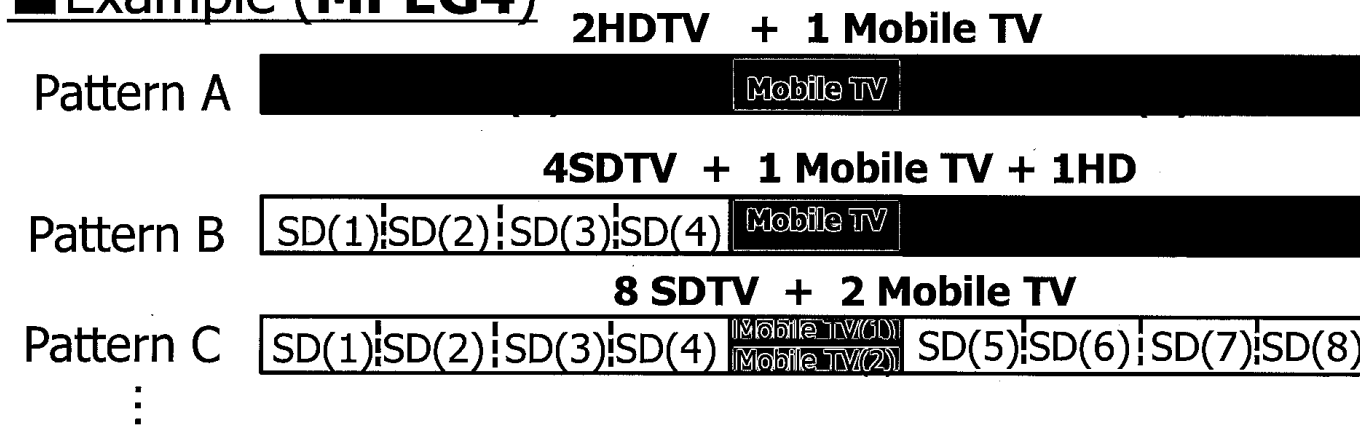 ■Example (MPEG4)
2HDTV + 1 Mobile TV
Pattern A Mobile TV
4SDTV + 1 Mobile TV + 1HD
Pattern B SD(1) SD(2) SD(3) SD(4) Mobile TV
8 SDTV + 2 Mobile TV
Pattern C SD(1) SD(2) SD(3) SD(4) Mobile TV(1) SD(5) SD(6) SD(7) SD(8)
Mobile TV(2)
⋮